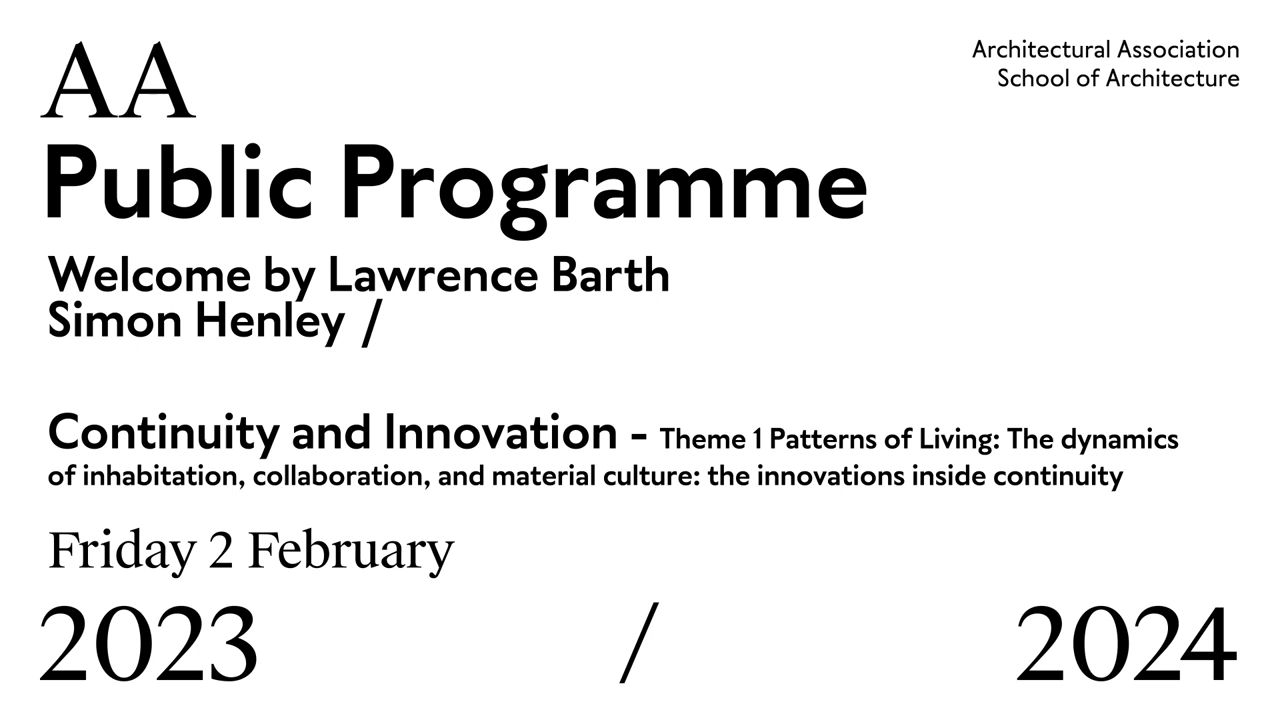 AA
Architectural Association
School of Architecture
Public Programme
Welcome by Lawrence Barth
Simon Henley /
Continuity and Innovation - Theme 1 Patterns of Living: The dynamics
of inhabitation, collaboration, and material culture: the innovations inside continuity
Friday 2 February
2023 / 2024